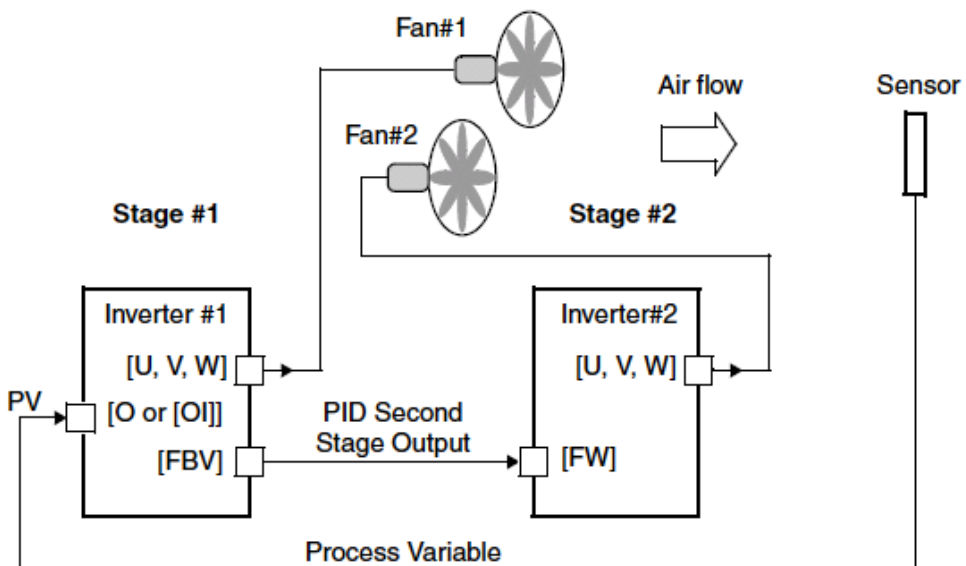 Fan#1
Air flow
Sensor
Fan#2
Stage #1
Stage #2
Inverter #1
Inverter#2
[U, V, W]
[U, V, W]
PV
[O or [OI]]
PID Second
Stage Output
[FBV]
[FW]
Process Variable